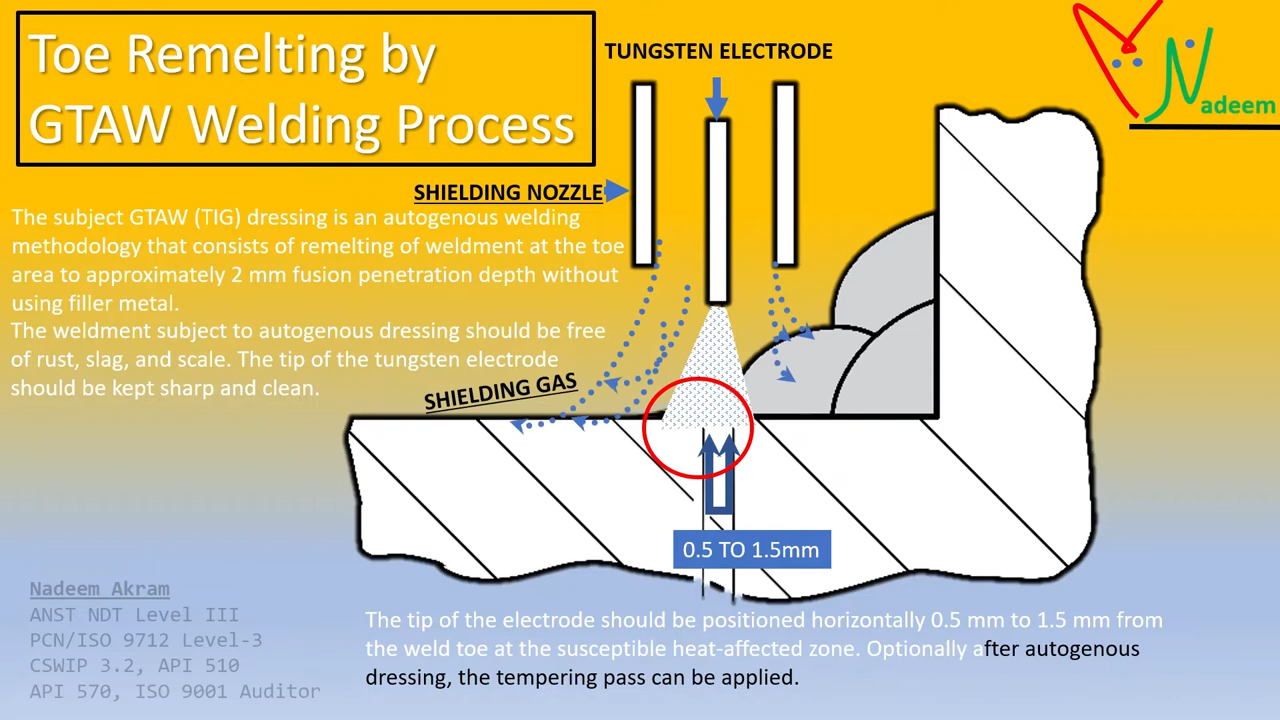 Toe Remelting by
GTAW Welding Process
TUNGSTEN ELECTRODE
Nadeem
SHIELDING NOZZLE
The subject GTAW (TIG) dressing is an autogenous welding
methodology that consists of remelting of weldment at the toe
area to approximately 2 mm fusion penetration depth without
using filler metal.
The weldment subject to autogenous dressing should be free
of rust, slag, and scale. The tip of the tungsten electrode
should be kept sharp and clean.
SHIELDING GAS
0.5 TO 1.5mm
Nadeem Akram
ANST NDT Level III
PCN/ISO 9712 Level-3
CSWIP 3.2, API 510
API 570, ISO 9001 Auditor
The tip of the electrode should be positioned horizontally 0.5 mm to 1.5 mm from
the weld toe at the susceptible heat-affected zone. Optionally after autogenous
dressing, the tempering pass can be applied.